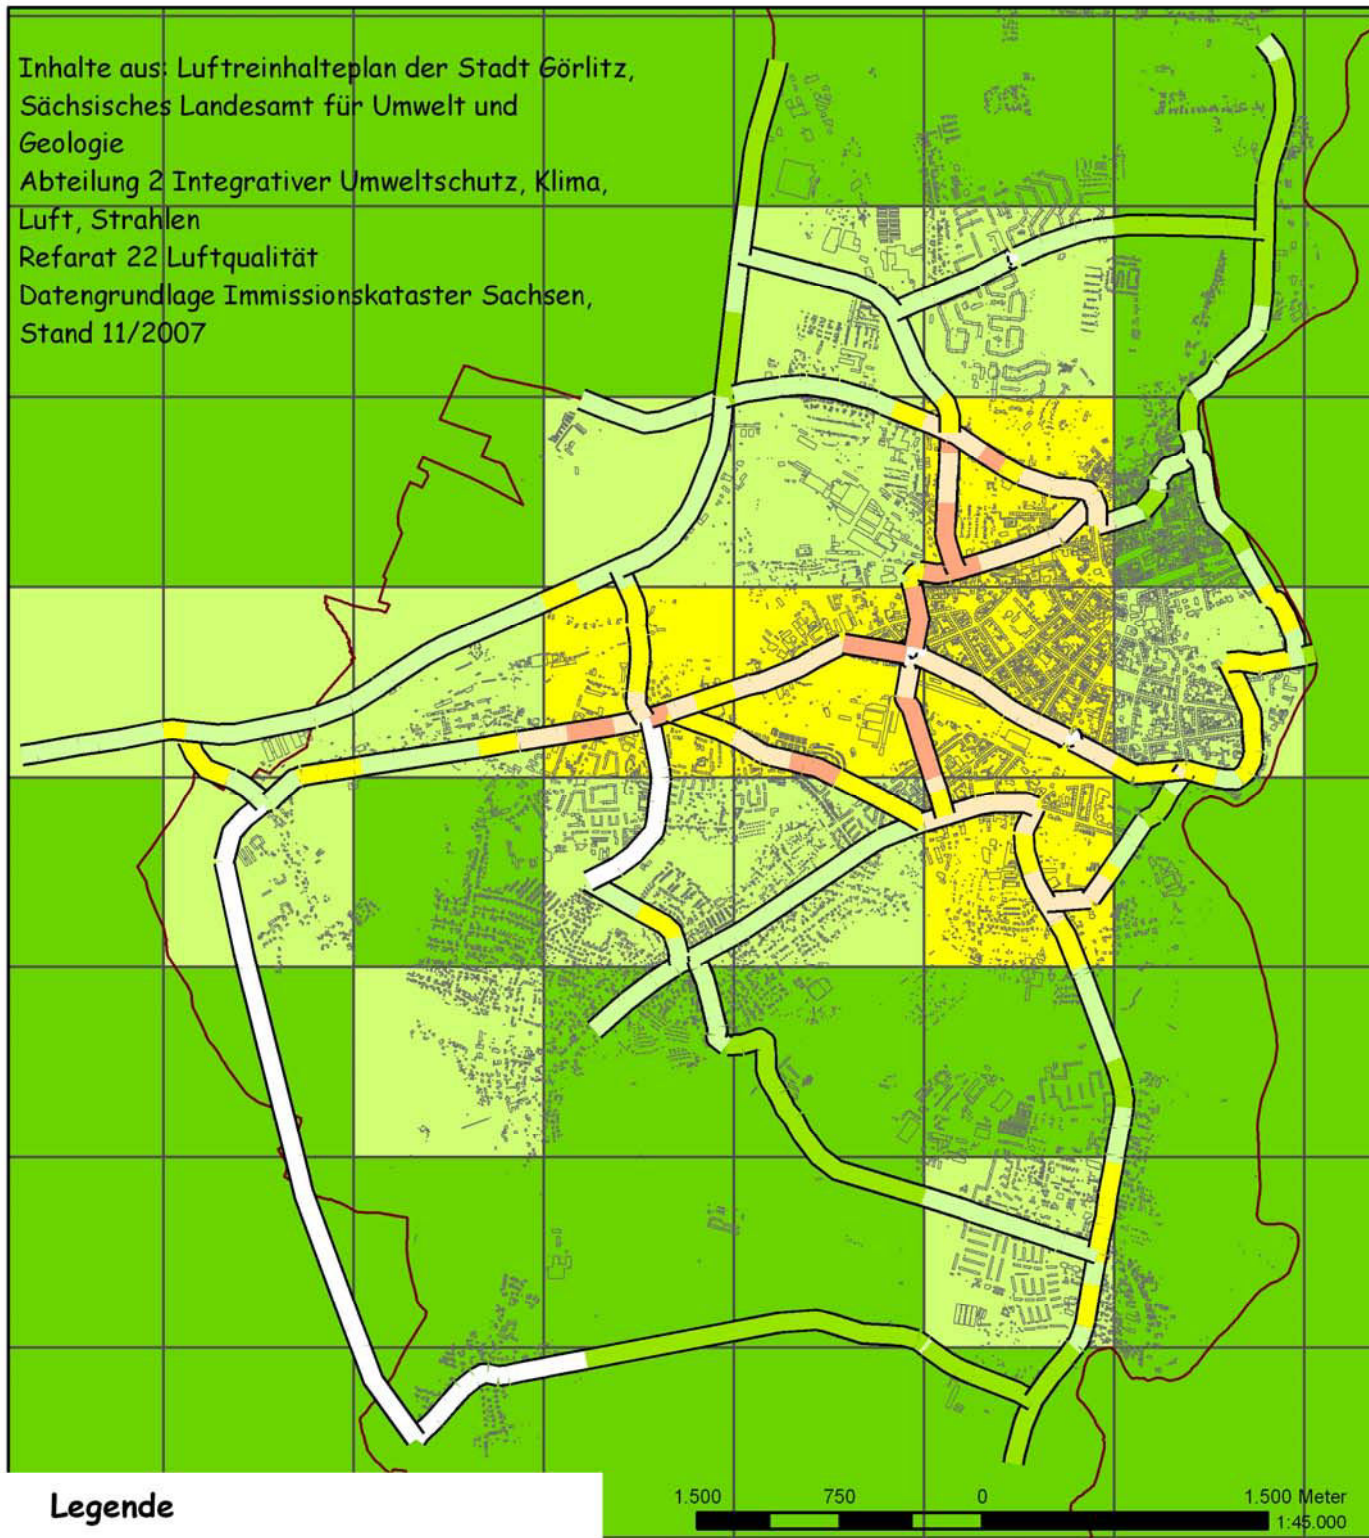 Inhalte aus: Luftreinhalteplan der Stadt Görlitz,
Sächsisches Landesamt für Umwelt und
Geologie
Abteilung 2 Integrativer Umweltschutz, Klima,
Luft, Strahlen
Refarat 22 Luftqualität
Datengrundlage Immissionskataster Sachsen,
Stand 11/2007
Legende
1.500 750 0 1.500 Meter
1:45.000